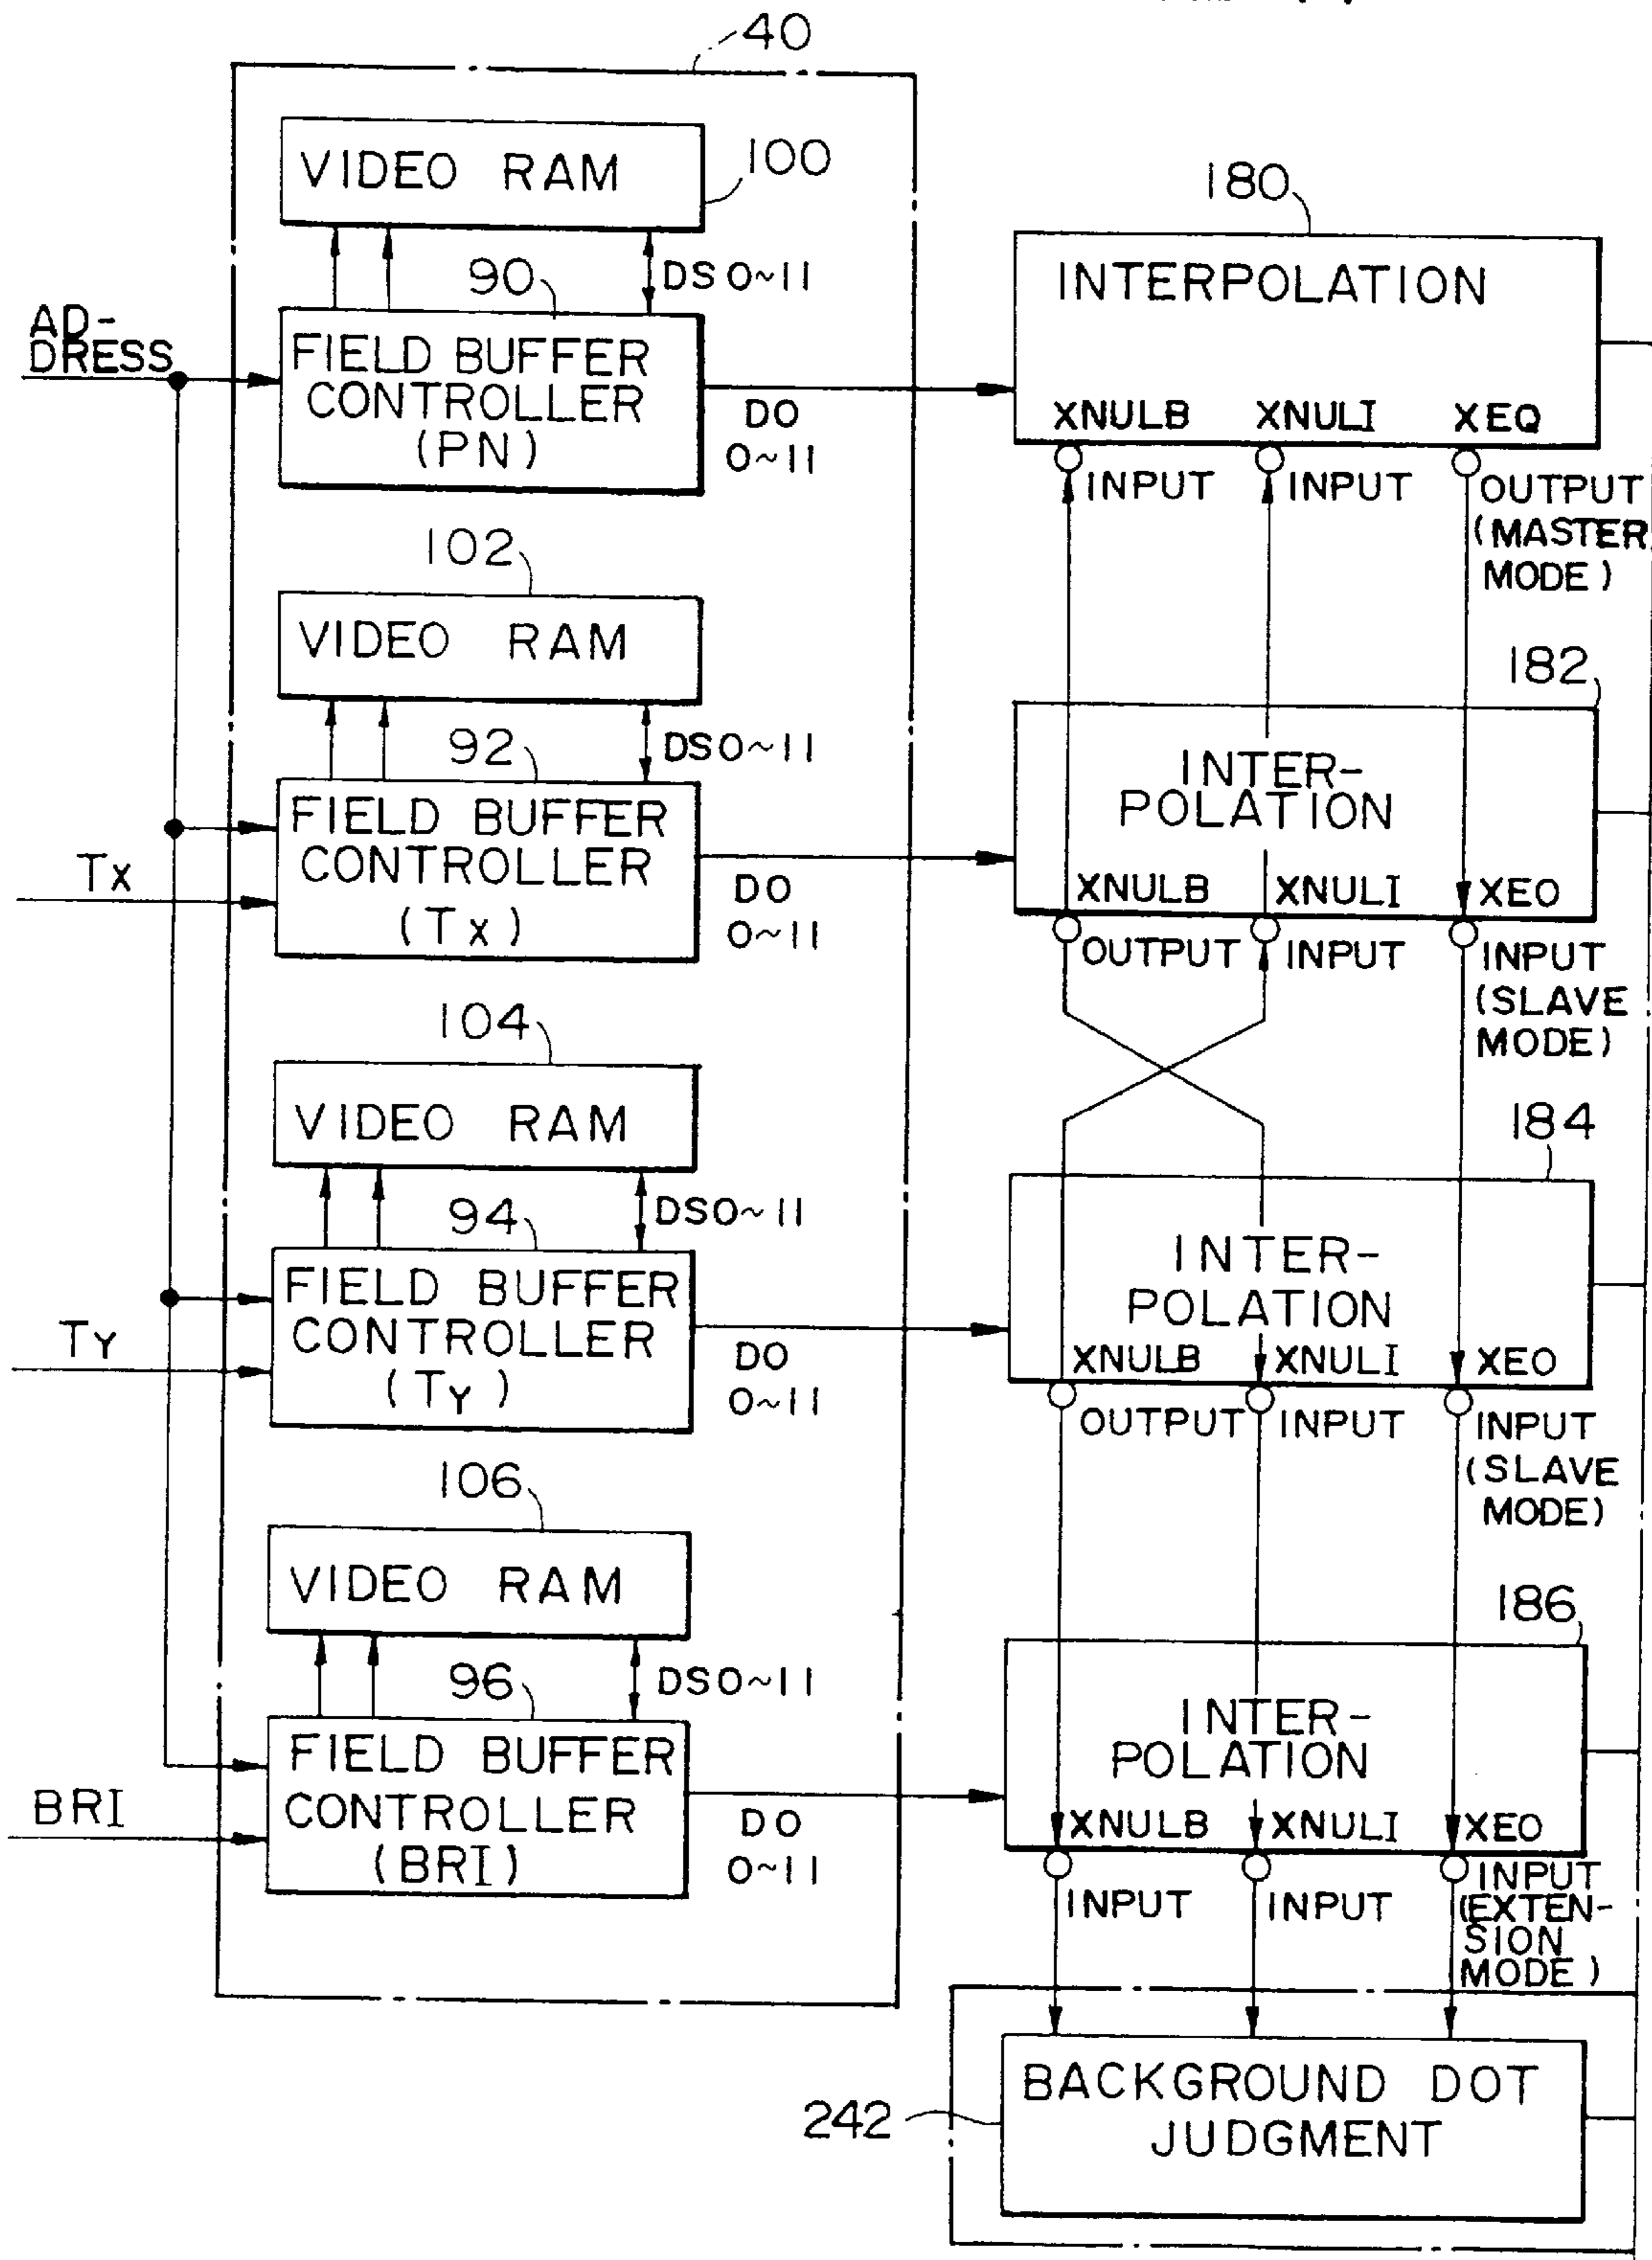 40
VIDEO RAM
100
180
90
DS0~11
INTERPOLATION
AD-
DRESS
FIELD BUFFER
CONTROLLER
(PN)
DO
0~11
XNULB XNULI XEQ
INPUT INPUT OUTPUT
(MASTER
MODE)
102
VIDEO RAM
182
92
DS0~11
INTER-
POLATION
FIELD BUFFER
CONTROLLER
(Tx)
Tx
DO
0~11
XNULB XNULI XEO
OUTPUT INPUT INPUT
(SLAVE
MODE)
104
VIDEO RAM
184
94
DS0~11
INTER-
POLATION
FIELD BUFFER
CONTROLLER
(TY)
TY
DO
0~11
XNULB XNULI XEO
OUTPUT INPUT INPUT
(SLAVE
MODE)
106
VIDEO RAM
186
96
DS0~11
INTER-
POLATION
FIELD BUFFER
CONTROLLER
(BRI)
BRI
DO
0~11
XNULB XNULI XEO
INPUT INPUT INPUT
(EXTEN-
SION
MODE)
BACKGROUND DOT
JUDGMENT
242